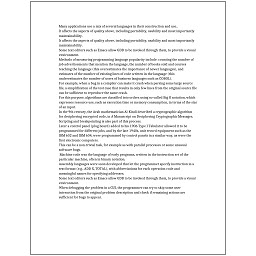 Many applications use a mix of several languages in their construction and use.
It affects the aspects of quality above, including portability, usability and most importantly
maintainability.
It affects the aspects of quality above, including portability, usability and most importantly
maintainability.
Some text editors such as Emacs allow GDB to be invoked through them, to provide a visual
environment.
Methods of measuring programming language popularity include: counting the number of
job advertisements that mention the language, the number of books sold and courses
teaching the language (this overestimates the importance of newer languages), and
estimates of the number of existing lines of code written in the language (this
underestimates the number of users of business languages such as COBOL).
For example, when a bug in a compiler can make it crash when parsing some large source
file, a simplification of the test case that results in only few lines from the original source file
can be sufficient to reproduce the same crash.
For this purpose, algorithms are classified into orders using so-called Big O notation, which
expresses resource use, such as execution time or memory consumption, in terms of the size
of an input.
In the 9th century, the Arab mathematician Al-Kindi described a cryptographic algorithm
for deciphering encrypted code, in A Manuscript on Deciphering Cryptographic Messages.
Scripting and breakpointing is also part of this process.
Later a control panel (plug board) added to his 1906 Type I Tabulator allowed it to be
programmed for different jobs, and by the late 1940s, unit record equipment such as the
IBM 602 and IBM 604, were programmed by control panels in a similar way, as were the
first electronic computers.
This can be a non-trivial task, for example as with parallel processes or some unusual
software bugs.
Machine code was the language of early programs, written in the instruction set of the
particular machine, often in binary notation.
Assembly languages were soon developed that let the programmer specify instruction in a
text format (e.g., ADD X, TOTAL), with abbreviations for each operation code and
meaningful names for specifying addresses.
Some text editors such as Emacs allow GDB to be invoked through them, to provide a visual
environment.
When debugging the problem in a GUI, the programmer can try to skip some user
interaction from the original problem description and check if remaining actions are
sufficient for bugs to appear.